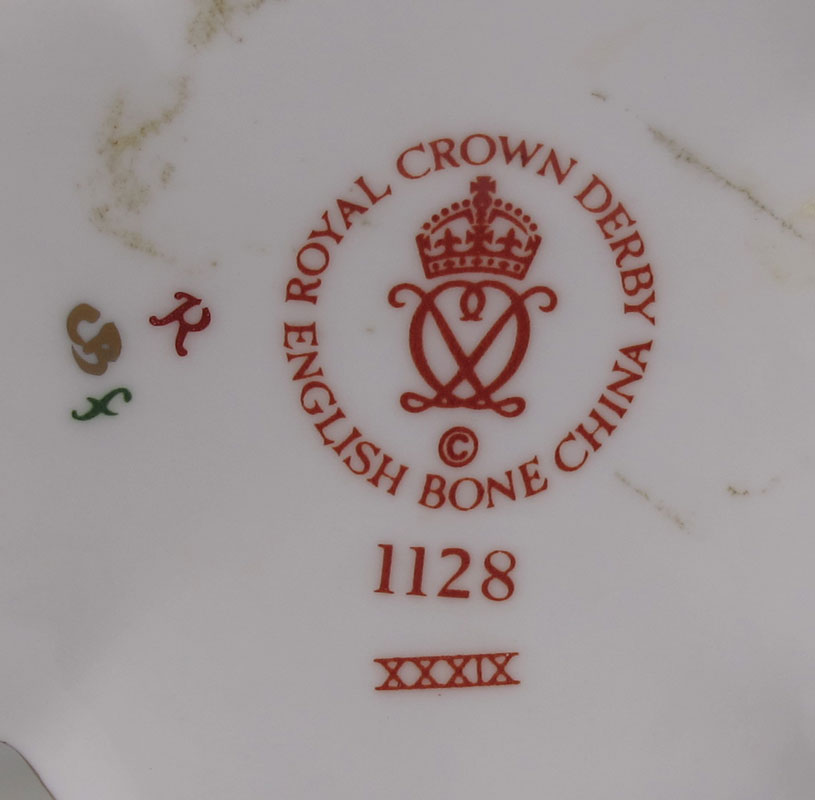 ROYAL CROWN DERBY
ENGLISH BONE CHINA
©
1128
XXXIX
R
B
f